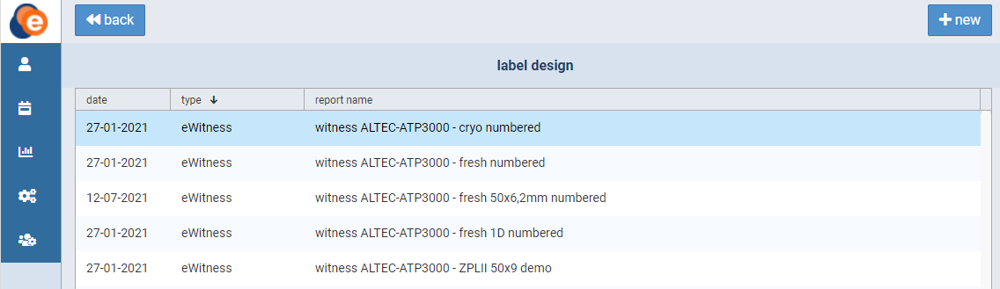 e
back
new
label design
date type report name
27-01-2021 eWitness witness ALTEC-ATP3000 - cryo numbered
27-01-2021 eWitness witness ALTEC-ATP3000 - fresh numbered
12-07-2021 eWitness witness ALTEC-ATP3000 - fresh 50x6,2mm numbered
27-01-2021 eWitness witness ALTEC-ATP3000 - fresh 1D numbered
27-01-2021 eWitness witness ALTEC-ATP3000 - ZPLII 50x9 demo